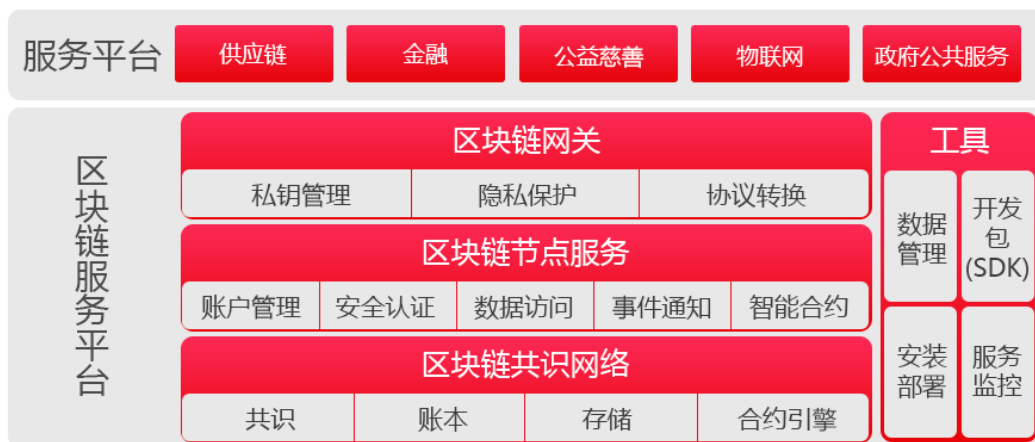 服务平台
供应链
金融
公益慈善
物联网
政府公共服务
区块链服务平台
区块链网关
私钥管理
隐私保护
协议转换
区块链节点服务
账户管理
安全认证
数据访问
事件通知
智能合约
区块链共识网络
共识
账本
存储
合约引擎
工具
数据
管理
开发
包
(SDK)
安装
部署
服务
监控